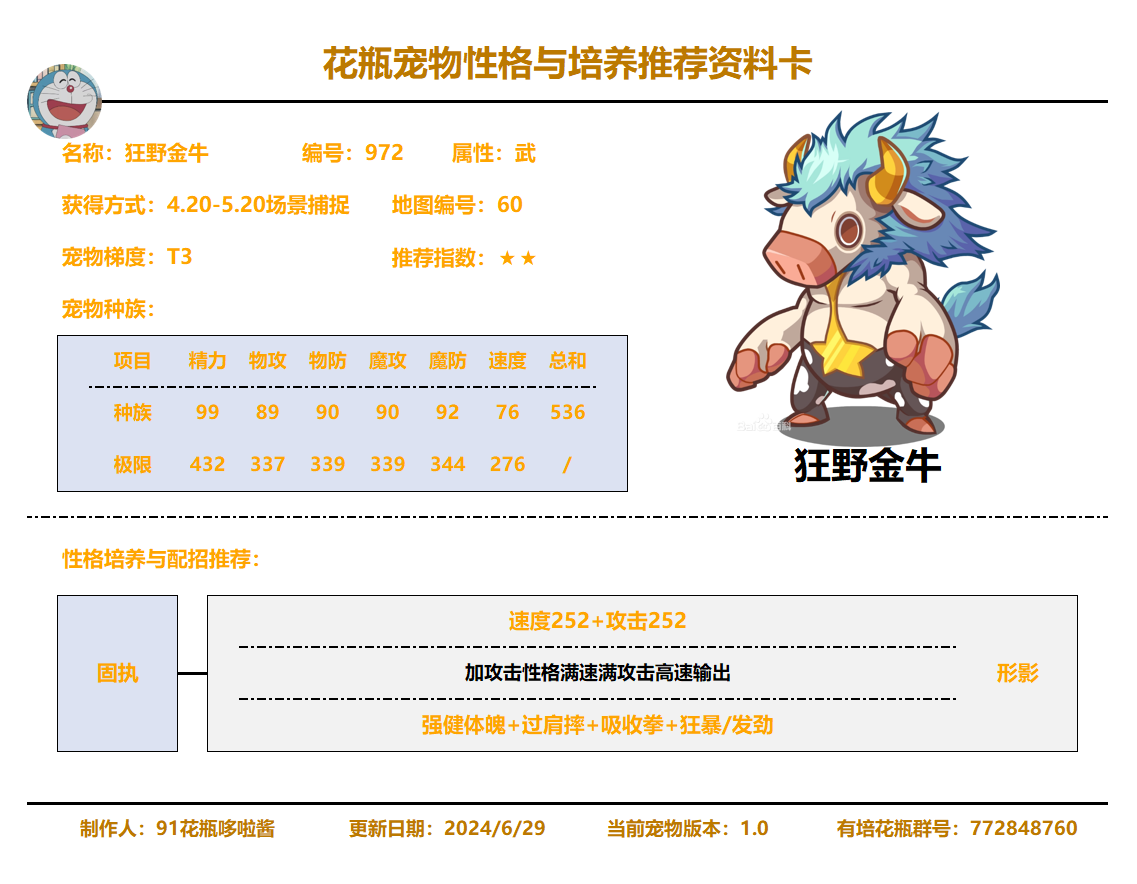 花瓶宠物性格与培养推荐资料卡
名称：狂野金牛 编号：972 属性：武
获得方式：4.20-5.20场景捕捉 地图编号：60
宠物梯度：T3 推荐指数：★★
宠物种族：
项目 精力 物攻 物防 魔攻 魔防 速度 总和
种族 99 89 90 90 92 76 536
极限 432 337 339 339 344 276 /
Baidu百科
狂野金牛
性格培养与配招推荐：
固执
速度252+攻击252
加攻击性格满速满攻击高速输出
强健体魄+过肩摔+吸收拳+狂暴/发劲
形影
制作人：91花瓶哆啦酱 更新日期：2024/6/29 当前宠物版本：1.0 有培花瓶群号：772848760